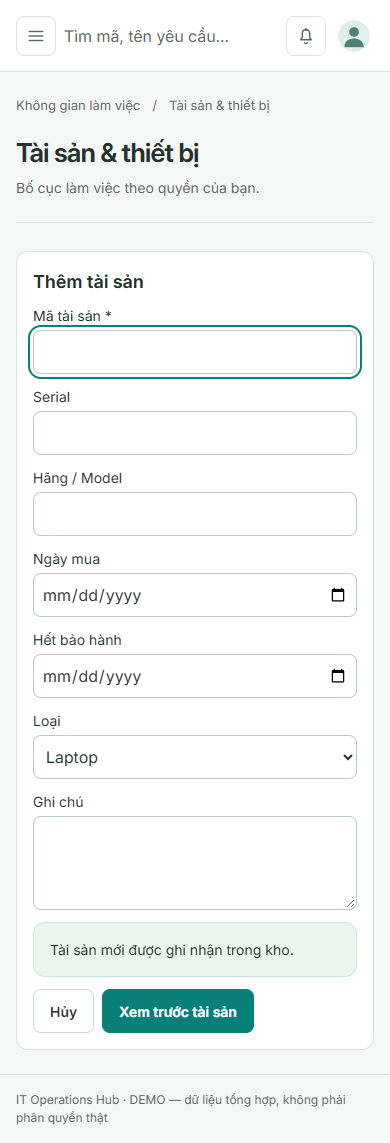 Tìm mã, tên yêu cầu...
Không gian làm việc / Tài sản & thiết bị
Tài sản & thiết bị
Bố cục làm việc theo quyền của bạn.
Thêm tài sản
Mã tài sản *
Serial
Hãng / Model
Ngày mua
mm/dd/yyyy
Hết bảo hành
mm/dd/yyyy
Loại
Laptop
Ghi chú
Tài sản mới được ghi nhận trong kho.
Hủy Xem trước tài sản
IT Operations Hub · DEMO — dữ liệu tổng hợp, không phải
phân quyền thật